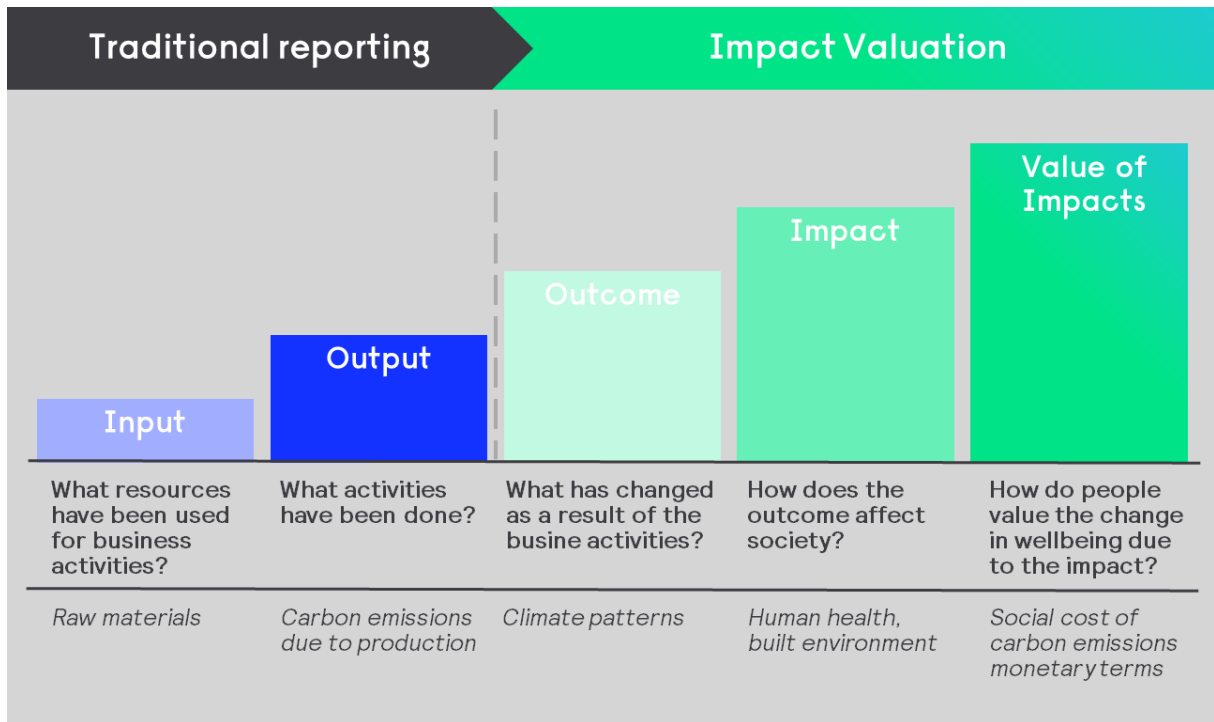 Traditional reporting
Impact Valuation
Input
Output
Outcome
Impact
Value of
Impacts
What resources
have been used
for business
activities?
What activities
have been done?
What has changed
as a result of the
busine activities?
How does the
outcome affect
society?
How do people
value the change
in wellbeing due
to the impact?
Raw materials
Carbon emissions
due to production
Climate patterns
Human health,
built environment
Social cost of
carbon emissions
monetary terms